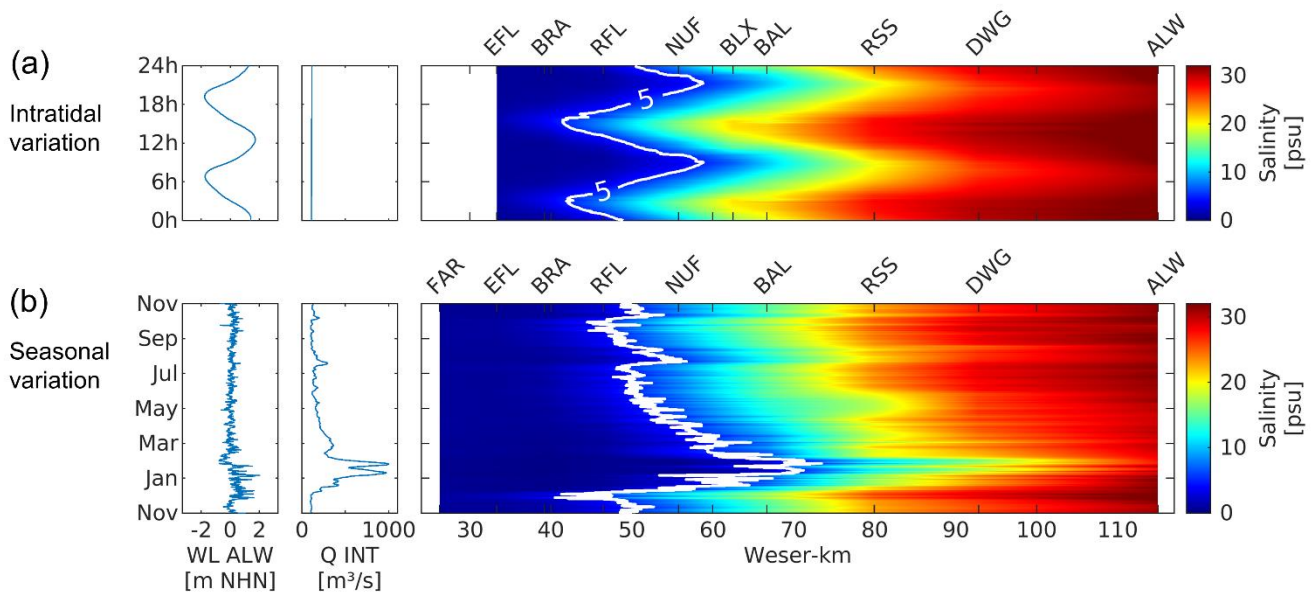 (a)
Intratidal
variation
24h
18h
12h
6h
0h
EFL BRA RFL NUF BLX BAL RSS DWG ALW
5
5
30
20
10
0
Salinity
[psu]
(b)
Seasonal
variation
Nov
Sep
Jul
May
Mar
Jan
Nov
FAR EFL BRA RFL NUF BAL RSS DWG ALW
30
20
10
0
Salinity
[psu]
-2 0 2
WL ALW
[m NHN]
0 1000
Q INT
[m³/s]
30 40 50 60 70 80 90 100 110
Weser-km